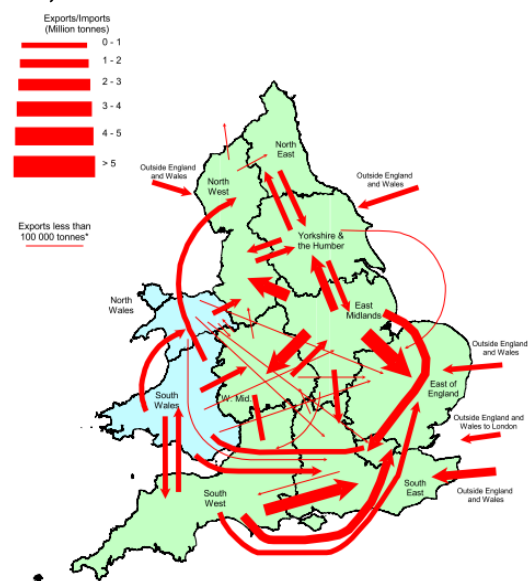 Exports/Imports
(Million tonnes)
0 - 1
1 - 2
2 - 3
3 - 4
4 - 5
> 5
Exports less than
100 000 tonnes*
Outside England
and Wales
North
West
North
East
Outside England
and Wales
Yorkshire &
the Humber
North
Wales
East
Midlands
Outside England
and Wales
East of
England
South
Wales
W. Mid.
Outside England and
Wales to London
South
West
South
East
Outside England
and Wales